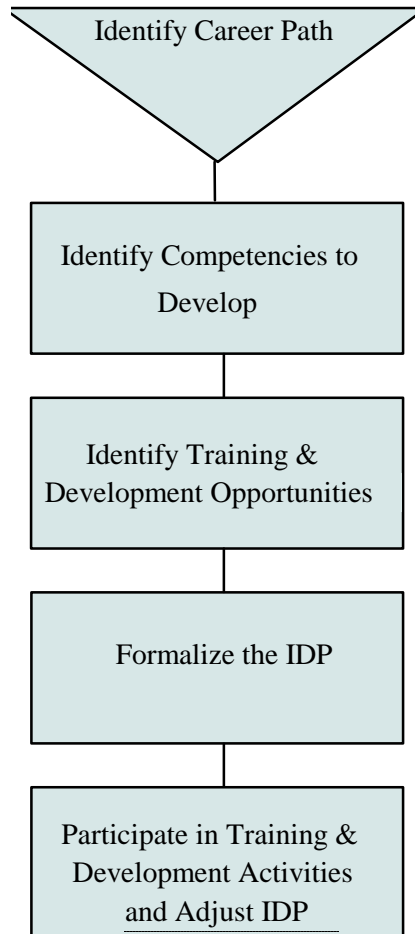 Identify Career Path
Identify Competencies to
Develop
Identify Training &
Development Opportunities
Formalize the IDP
Participate in Training &
Development Activities
and Adjust IDP